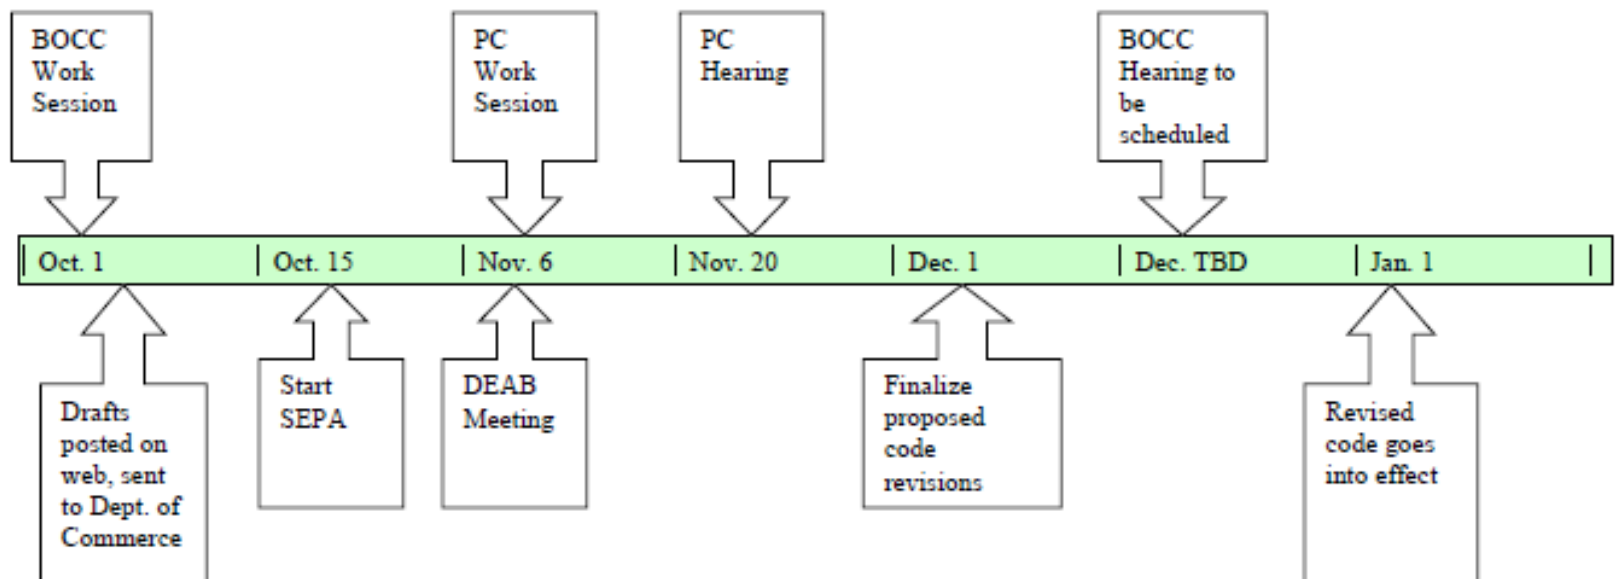 BOCC
Work
Session
PC
Work
Session
PC
Hearing
BOCC
Hearing to
be
scheduled
Oct. 1
Oct. 15
Nov. 6
Nov. 20
Dec. 1
Dec. TBD
Jan. 1
Drafts
posted on
web, sent
to Dept. of
Commerce
Start
SEPA
DEAB
Meeting
Finalize
proposed
code
revisions
Revised
code goes
into effect